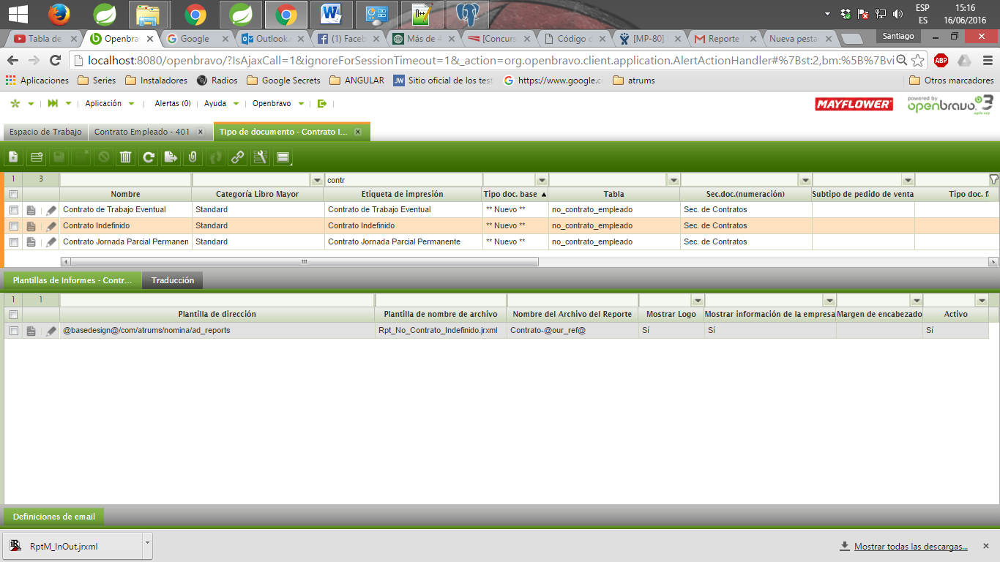 ESP 15:16
ES 16/06/2016
Tabla de
Openbra
Google
Outlook.
(1) Faceb
Más de 4
[Concurs
Código d
[MP-80]
Reporte
Nueva pesta
Santiago
localhost:8080/openbravo/?IsAjaxCall=1&ignoreForSessionTimeout=1&_action=org.openbravo.client.application.AlertActionHandler#%7Bst:2,bm:%5B%7Bvi
ABP
Aplicaciones Series Instaladores Radios Google Secrets ANGULAR JW Sitio oficial de los test https://www.google.c atrums Otros marcadores
Aplicación Alertas (0) Ayuda Openbravo MAYFLOWER powered by openbravo 3
Espacio de Trabajo Contrato Empleado - 401 Tipo de documento - Contrato I...
1 3 contr
Nombre Categoría Libro Mayor Etiqueta de impresión Tipo doc. base Tabla Sec.doc.(numeración) Subtipo de pedido de venta Tipo doc. f
Contrato de Trabajo Eventual Standard Contrato de Trabajo Eventual ** Nuevo ** no_contrato_empleado Sec. de Contratos
Contrato Indefinido Standard Contrato Indefinido ** Nuevo ** no_contrato_empleado Sec. de Contratos
Contrato Jornada Parcial Permanen Standard Contrato Jornada Parcial Permanente ** Nuevo ** no_contrato_empleado Sec. de Contratos
Plantillas de Informes - Contr... Traducción
1 1
Plantilla de dirección Plantilla de nombre de archivo Nombre del Archivo del Reporte Mostrar Logo Mostrar información de la empresa Margen de encabezado Activo
@basedesign@/com/atrums/nomina/ad_reports Rpt_No_Contrato_Indefinido.jrxml Contrato-@our_ref@ Sí Sí Sí
Definiciones de email
iR RptM_InOut.jrxml Mostrar todas las descargas...